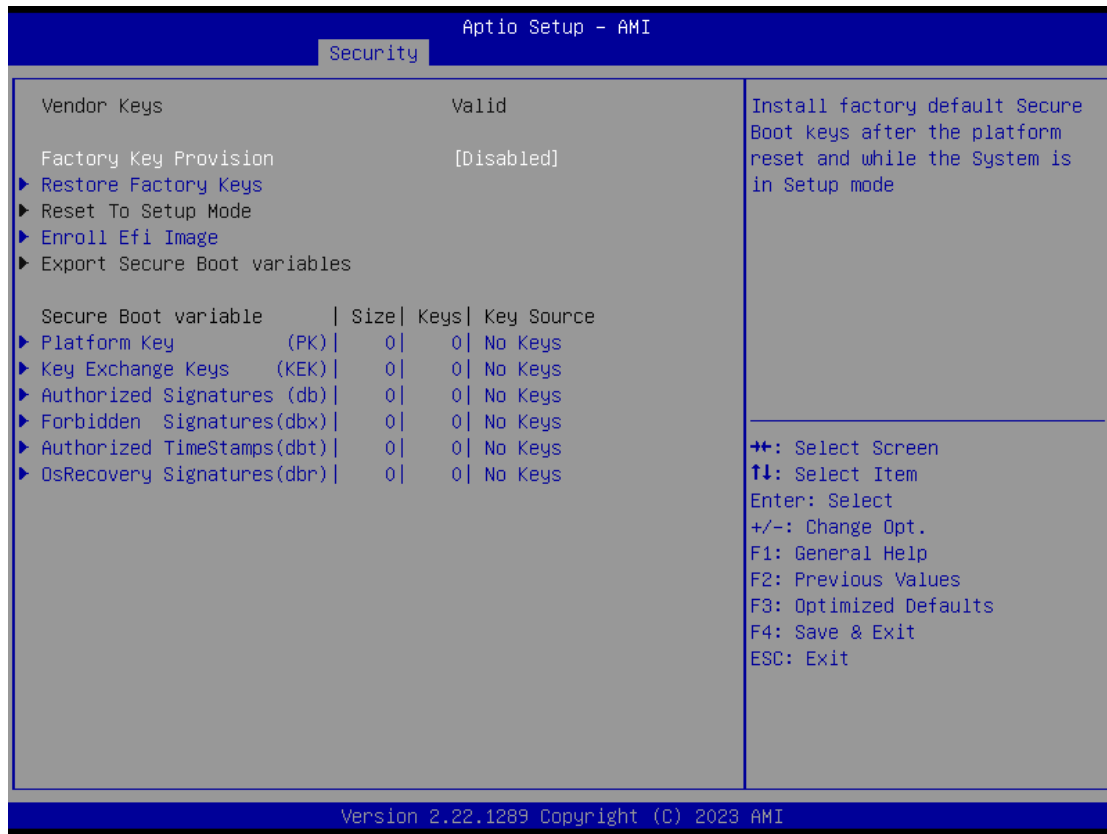 Aptio Setup – AMI
Security
Vendor Keys Valid
Factory Key Provision [Disabled]
Restore Factory Keys
Reset To Setup Mode
Enroll Efi Image
Export Secure Boot variables
Secure Boot variable | Size| Keys| Key Source
Platform Key (PK)| 0| 0| No Keys
Key Exchange Keys (KEK)| 0| 0| No Keys
Authorized Signatures (db)| 0| 0| No Keys
Forbidden Signatures(dbx)| 0| 0| No Keys
Authorized TimeStamps(dbt)| 0| 0| No Keys
OsRecovery Signatures(dbr)| 0| 0| No Keys
Install factory default Secure
Boot keys after the platform
reset and while the System is
in Setup mode
→←: Select Screen
↑↓: Select Item
Enter: Select
+/-: Change Opt.
F1: General Help
F2: Previous Values
F3: Optimized Defaults
F4: Save & Exit
ESC: Exit
Version 2.22.1289 Copyright (C) 2023 AMI